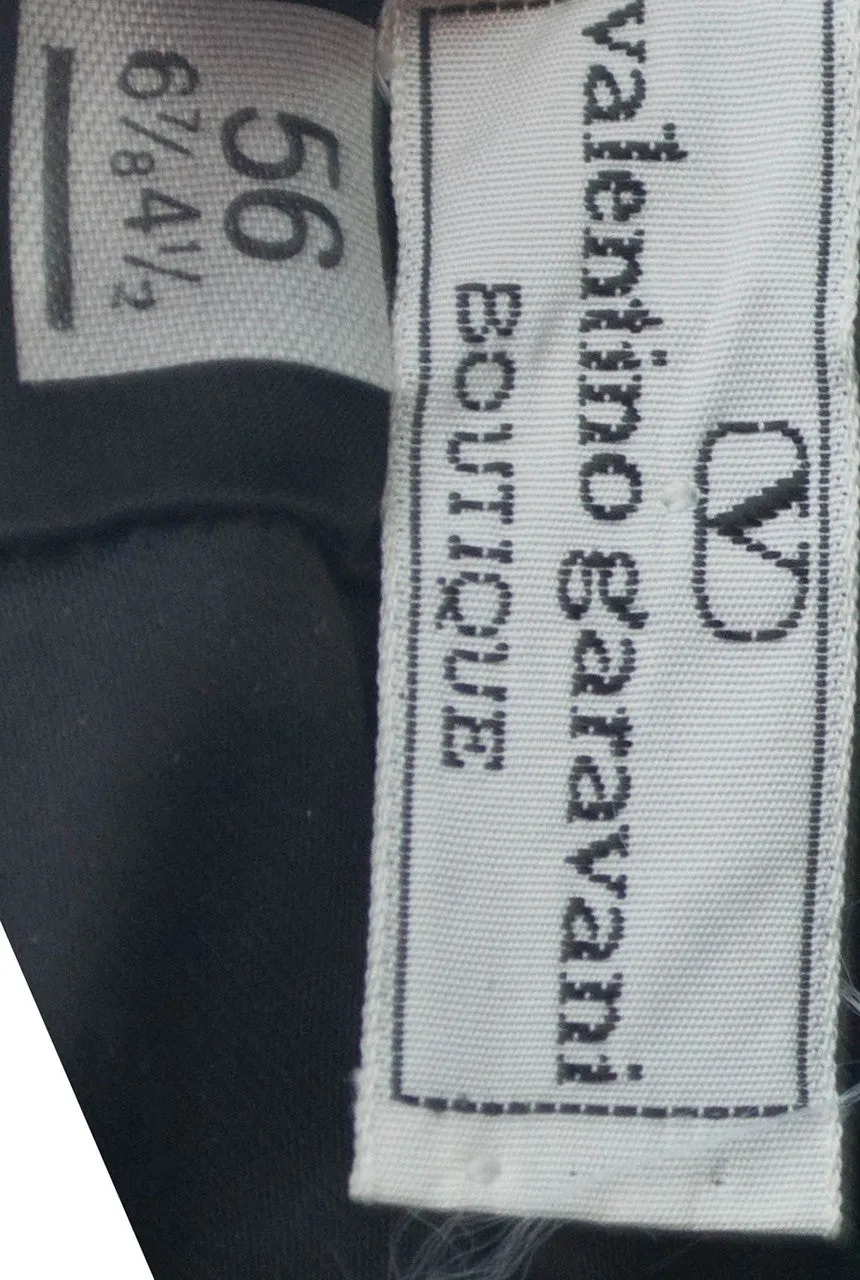 V
valentino garavani
BOUTIQUE
56
6⅞ 4½